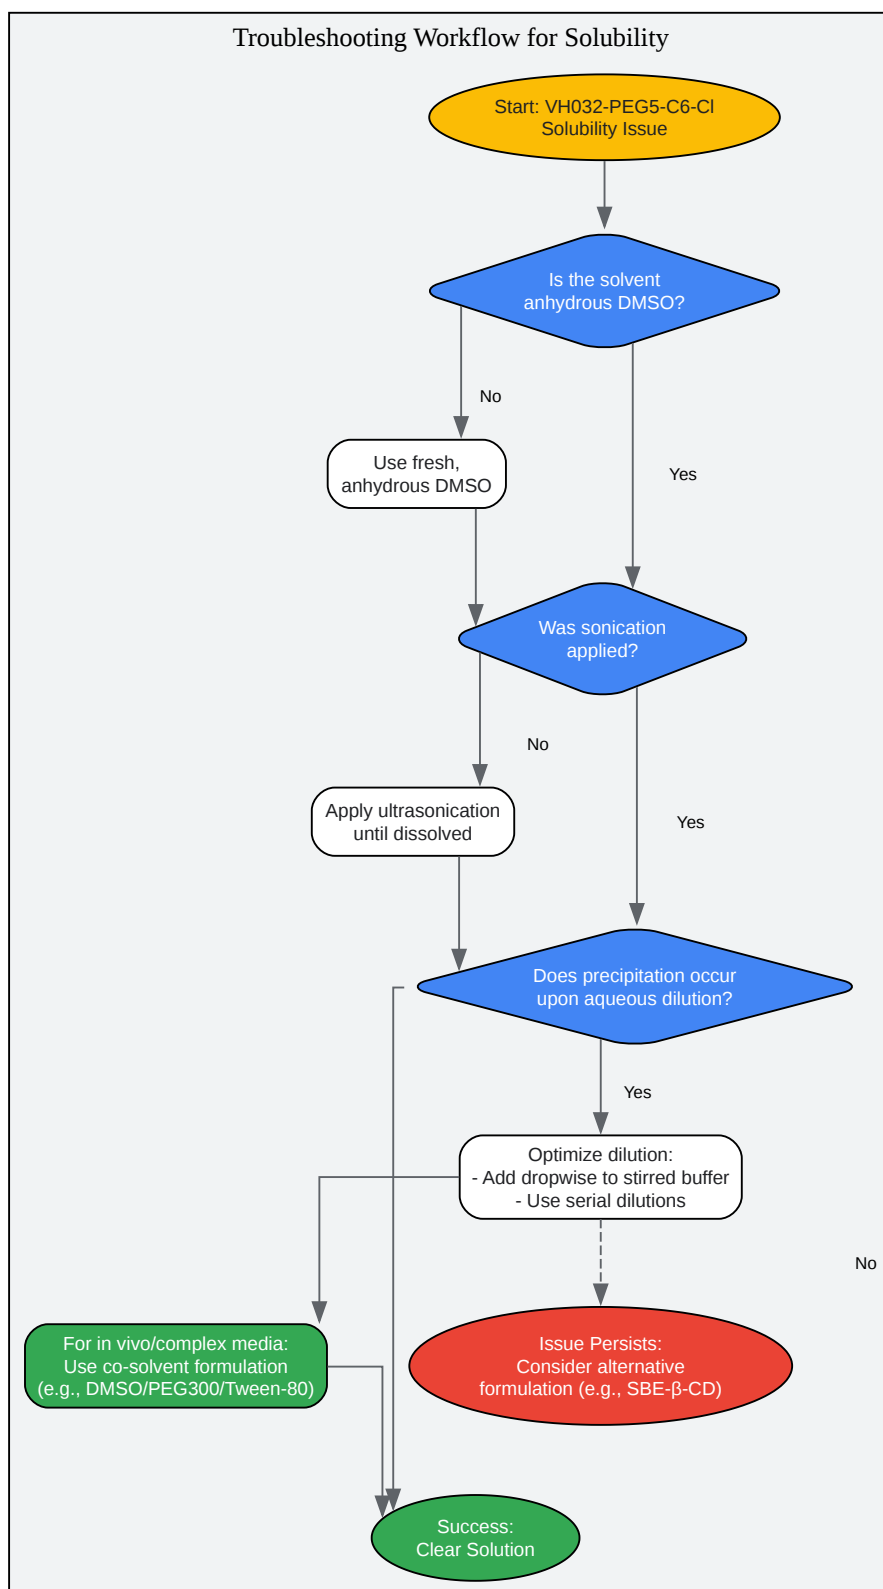 Troubleshooting Workflow for Solubility
Start: VH032-PEG5-C6-Cl
Solubility Issue
Is the solvent
anhydrous DMSO?
No
Use fresh,
anhydrous DMSO
Yes
Was sonication
applied?
No
Apply ultrasonication
until dissolved
Yes
Does precipitation occur
upon aqueous dilution?
Yes
Optimize dilution:
- Add dropwise to stirred buffer
- Use serial dilutions
No
For in vivo/complex media:
Use co-solvent formulation
(e.g., DMSO/PEG300/Tween-80)
Issue Persists:
Consider alternative
formulation (e.g., SBE-β-CD)
Success:
Clear Solution